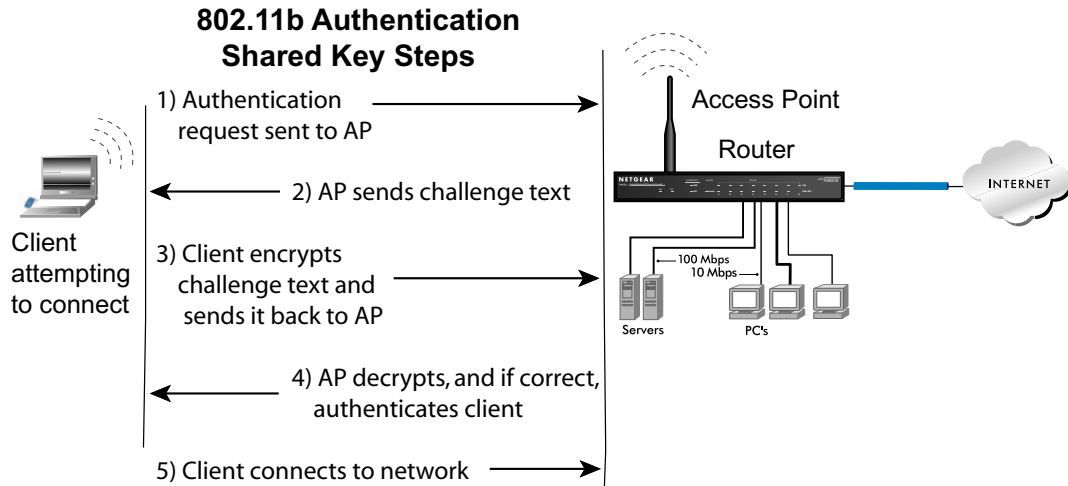 802.11b Authentication
Shared Key Steps
1) Authentication
request sent to AP
2) AP sends challenge text
3) Client encrypts
challenge text and
sends it back to AP
4) AP decrypts, and if correct,
authenticates client
5) Client connects to network
Client
attempting
to connect
Access Point
Router
NETGEAR
INTERNET
100 Mbps
10 Mbps
Servers
PC's